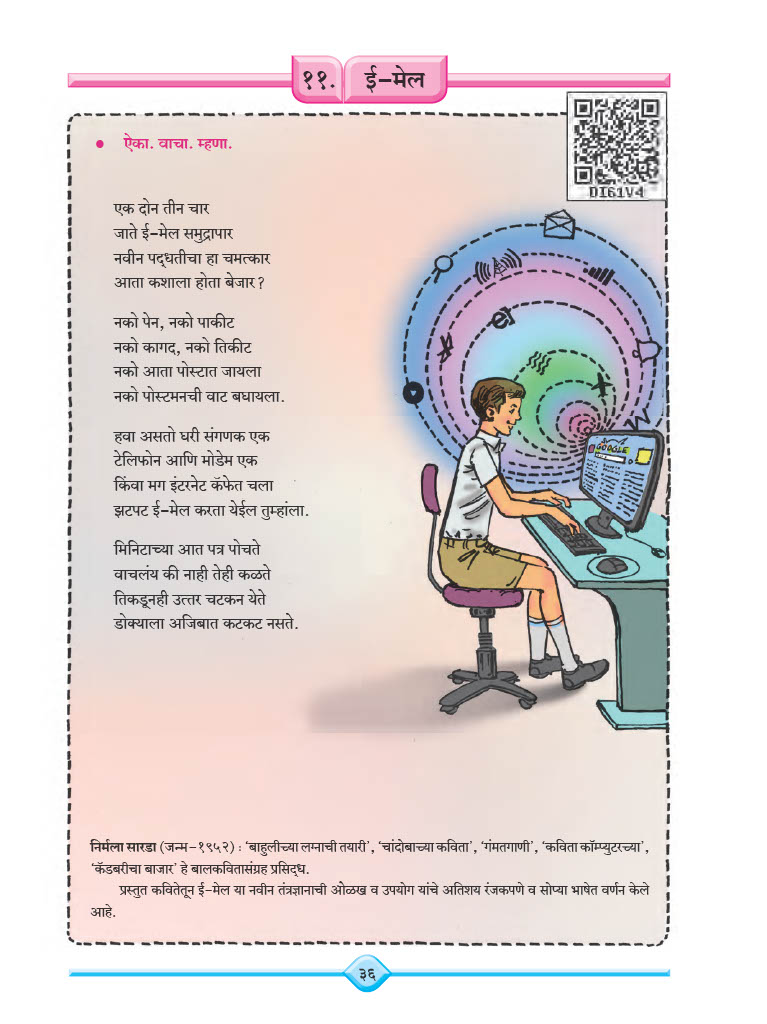 ११. ई-मेल
DI61V4
• ऐका. वाचा. म्हणा.
एक दोन तीन चार
जाते ई-मेल समुद्रापार
नवीन पद्धतीचा हा चमत्कार
आता कशाला होता बेजार ?
नको पेन, नको पाकीट
नको कागद, नको तिकीट
नको आता पोस्टात जायला
नको पोस्टमनची वाट बघायला.
हवा असतो घरी संगणक एक
टेलिफोन आणि मोडेम एक
किंवा मग इंटरनेट कॅफेत चला
झटपट ई-मेल करता येईल तुम्हांला.
मिनिटाच्या आत पत्र पोचते
वाचलंय की नाही तेही कळते
तिकडूनही उत्तर चटकन येते
डोक्याला अजिबात कटकट नसते.
GOOGLE
निर्मला सारडा (जन्म-१९५२) : ‘बाहुलीच्या लग्नाची तयारी’, ‘चांदोबाच्या कविता’, ‘गंमतगाणी’, ‘कविता कॉम्प्युटरच्या’,
‘कॅडबरीचा बाजार’ हे बालकवितासंग्रह प्रसिद्ध.
प्रस्तुत कवितेतून ई-मेल या नवीन तंत्रज्ञानाची ओळख व उपयोग यांचे अतिशय रंजकपणे व सोप्या भाषेत वर्णन केले
आहे.
३६